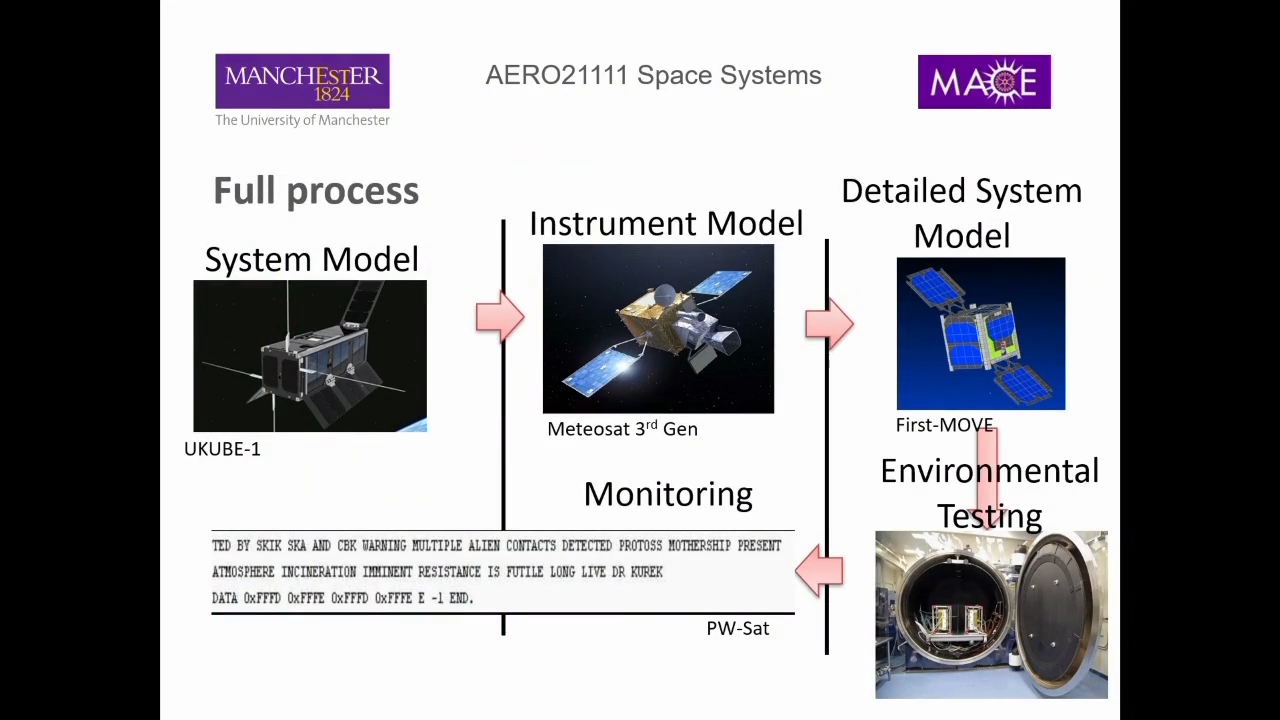 MANCHESTER
1824
The University of Manchester
AERO21111 Space Systems
MACE
Full process
System Model
UKUBE-1
Instrument Model
Meteosat 3rd Gen
Detailed System
Model
First-MOVE
Environmental
Testing
Monitoring
TED BY SKIK SKA AND CBK WARNING MULTIPLE ALIEN CONTACTS DETECTED PROTOSS MOTHERSHIP PRESENT
ATMOSPHERE INCINERATION IMMINENT RESISTANCE IS FUTILE LONG LIVE DR KUREK
DATA 0xFFFD 0xFFFE 0xFFFD 0xFFFE E -1 END.
PW-Sat